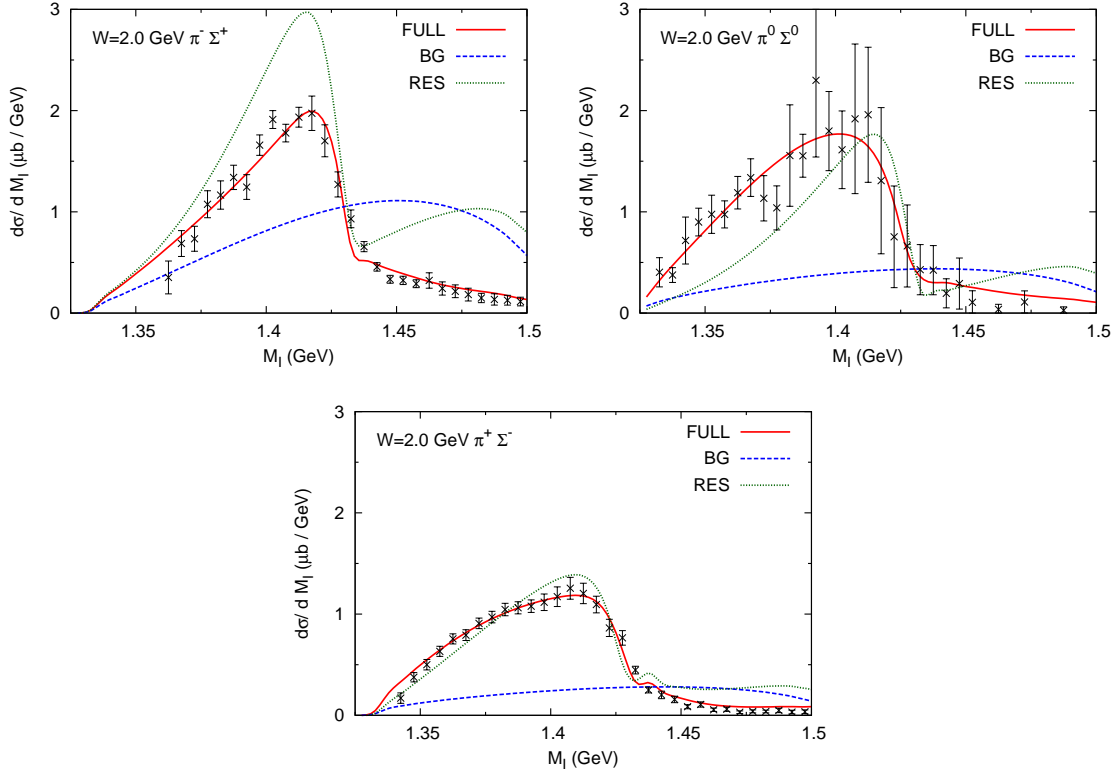 W=2.0 GeV π⁻ Σ⁺
FULL
BG
RES
dσ/ d M_I (μb / GeV)
3
2
1
0
1.35
1.4
1.45
1.5
M_I (GeV)
W=2.0 GeV π⁰ Σ⁰
FULL
BG
RES
dσ/ d M_I (μb / GeV)
3
2
1
0
1.35
1.4
1.45
1.5
M_I (GeV)
W=2.0 GeV π⁺ Σ⁻
FULL
BG
RES
dσ/ d M_I (μb / GeV)
3
2
1
0
1.35
1.4
1.45
1.5
M_I (GeV)